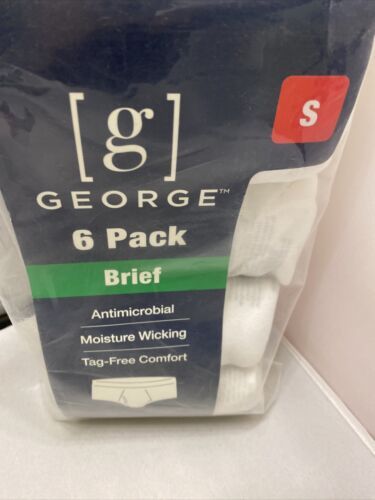 S
[g]
GEORGE™
6 Pack
Brief
Antimicrobial
Moisture Wicking
Tag-Free Comfort